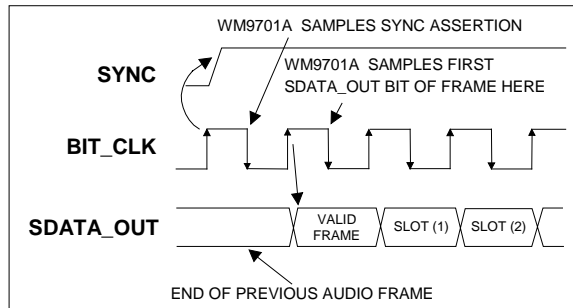 WM9701A SAMPLES SYNC ASSERTION
SYNC
WM9701A SAMPLES FIRST
SDATA_OUT BIT OF FRAME HERE
BIT_CLK
SDATA_OUT
VALID
FRAME
SLOT (1)
SLOT (2)
END OF PREVIOUS AUDIO FRAME